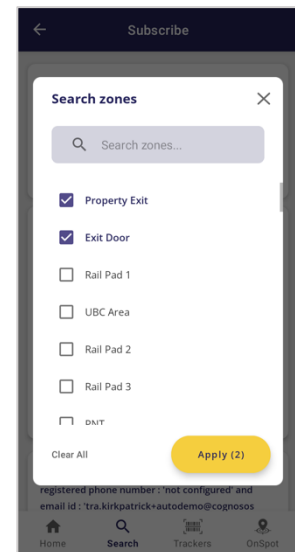 Subscribe
Search zones
Search zones...
Property Exit
Exit Door
Rail Pad 1
UBC Area
Rail Pad 2
Rail Pad 3
Clear All
Apply (2)
registered phone number : 'not configured' and
email id : 'tra.kirkpatrick+autodemo@cognosos
Home
Search
Trackers
OnSpot